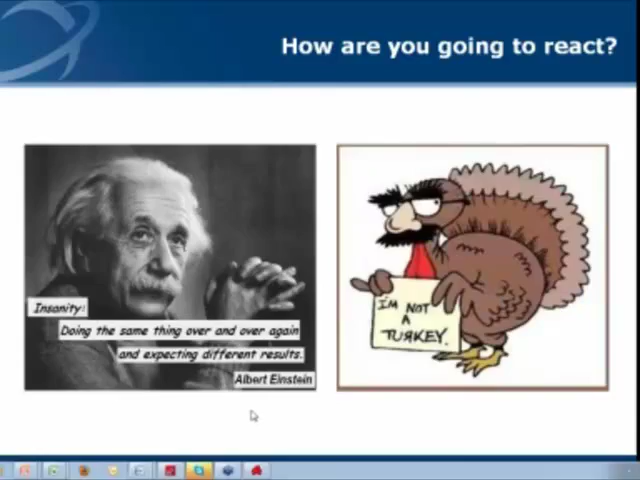 How are you going to react?
Insanity:
Doing the same thing over and over again
and expecting different results.
Albert Einstein
I'M NOT
A
TURKEY.